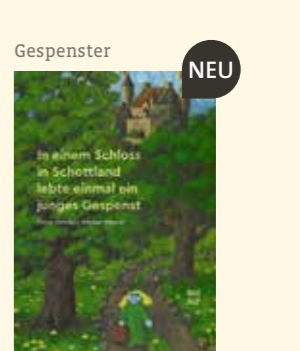 Gespenster
NEU
In einem Schloss
in Schottland
lebte einmal ein
junges Gespenst